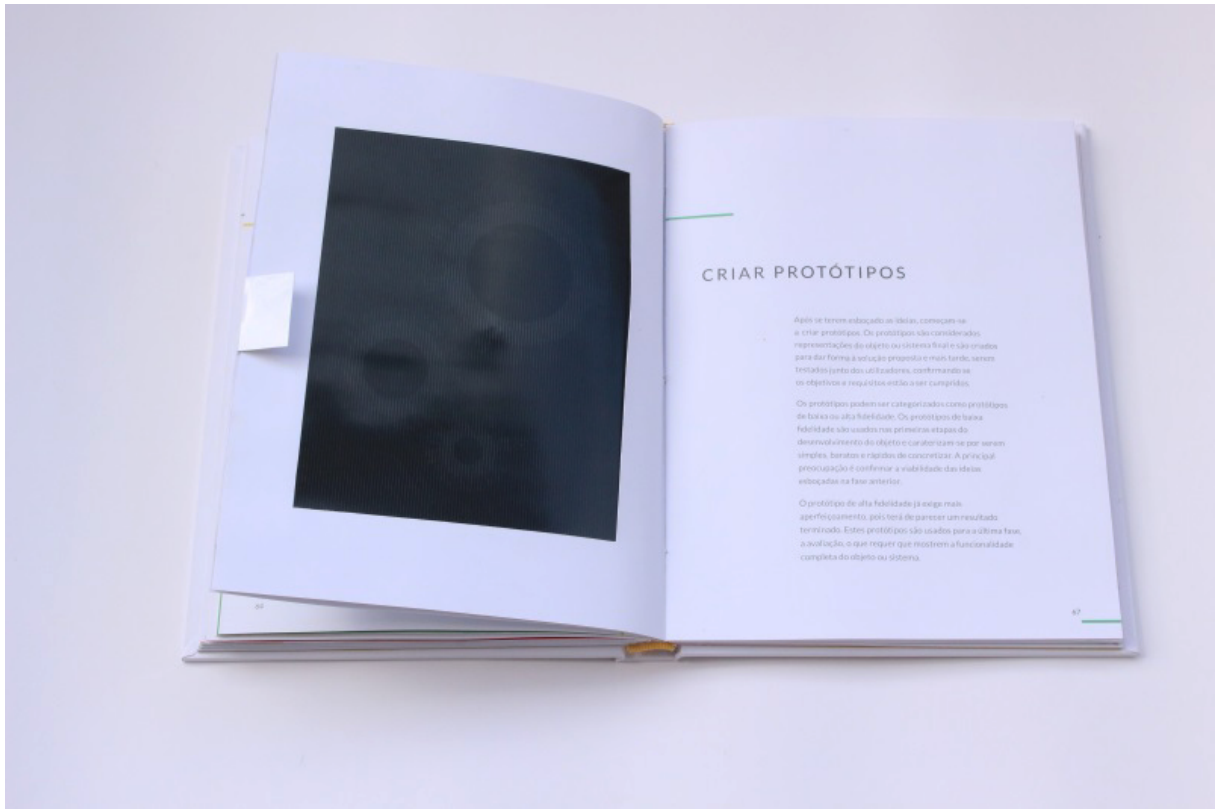 CRIAR PROTÓTIPOS
Após se terem esboçado as ideias, começam-se
a criar protótipos. Os protótipos são considerados
representações do objeto ou sistema final e são criados
para dar forma à solução proposta e mais tarde, serem
testados junto dos utilizadores, confirmando se
os objetivos e requisitos estão a ser cumpridos.
Os protótipos podem ser categorizados como protótipos
de baixa ou alta fidelidade. Os protótipos de baixa
fidelidade são usados nas primeiras etapas do
desenvolvimento do objeto e caraterizam-se por serem
simples, baratos e rápidos de concretizar. A principal
preocupação é confirmar a viabilidade das ideias
esboçadas na fase anterior.
O protótipo de alta fidelidade já exige mais
aperfeiçoamento, pois terá de parecer um resultado
terminado. Estes protótipos são usados para a última fase,
a avaliação, o que requer que mostrem a funcionalidade
completa do objeto ou sistema.
67